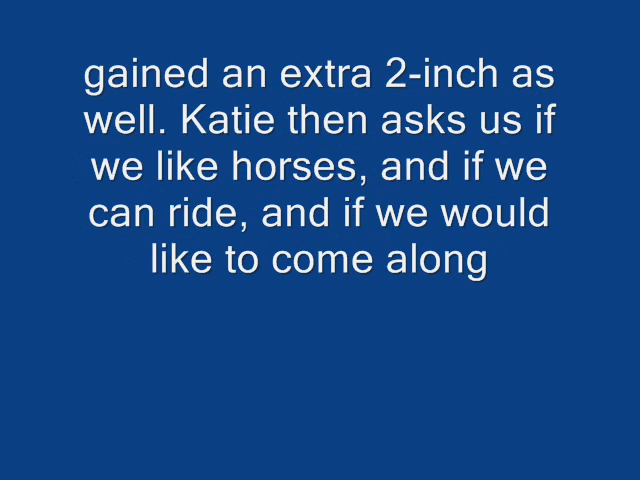 gained an extra 2-inch as
well. Katie then asks us if
we like horses, and if we
can ride, and if we would
like to come along